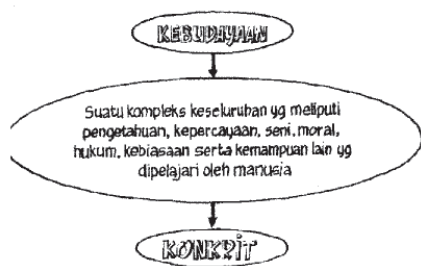 KEBUDAYAAN
Suatu kompleks keseluruhan yg meliputi
pengetahuan, kepercayaan, seni, moral,
hukum, kebiasaan serta kemampuan lain yg
dipelajari oleh manusia
KONKRIT